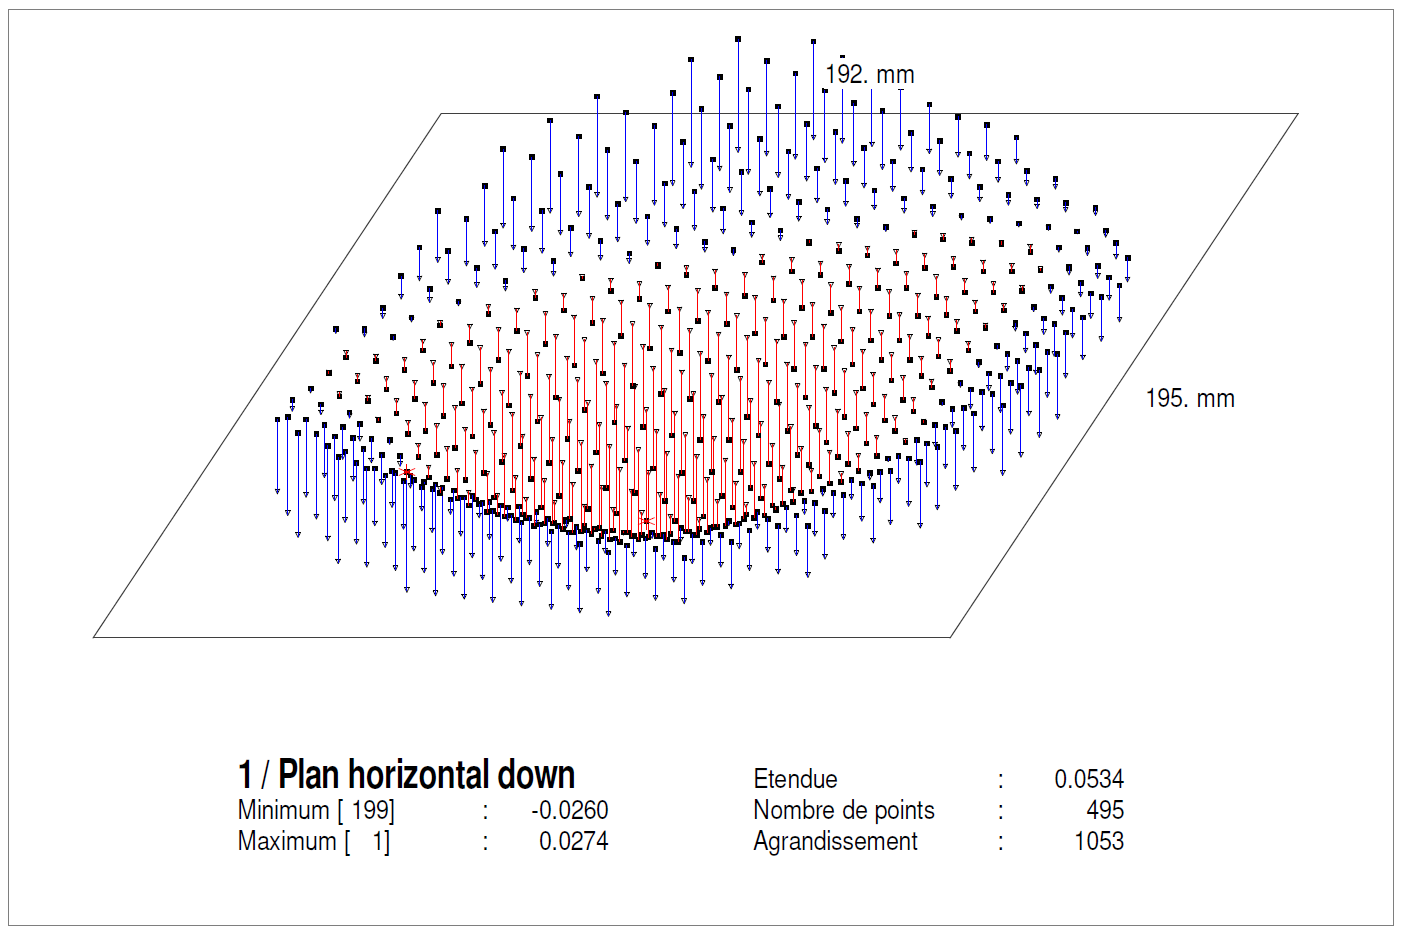 192. mm
195. mm
1 / Plan horizontal down
Minimum [ 199] : -0.0260
Maximum [ 1] : 0.0274
Etendue : 0.0534
Nombre de points : 495
Agrandissement : 1053